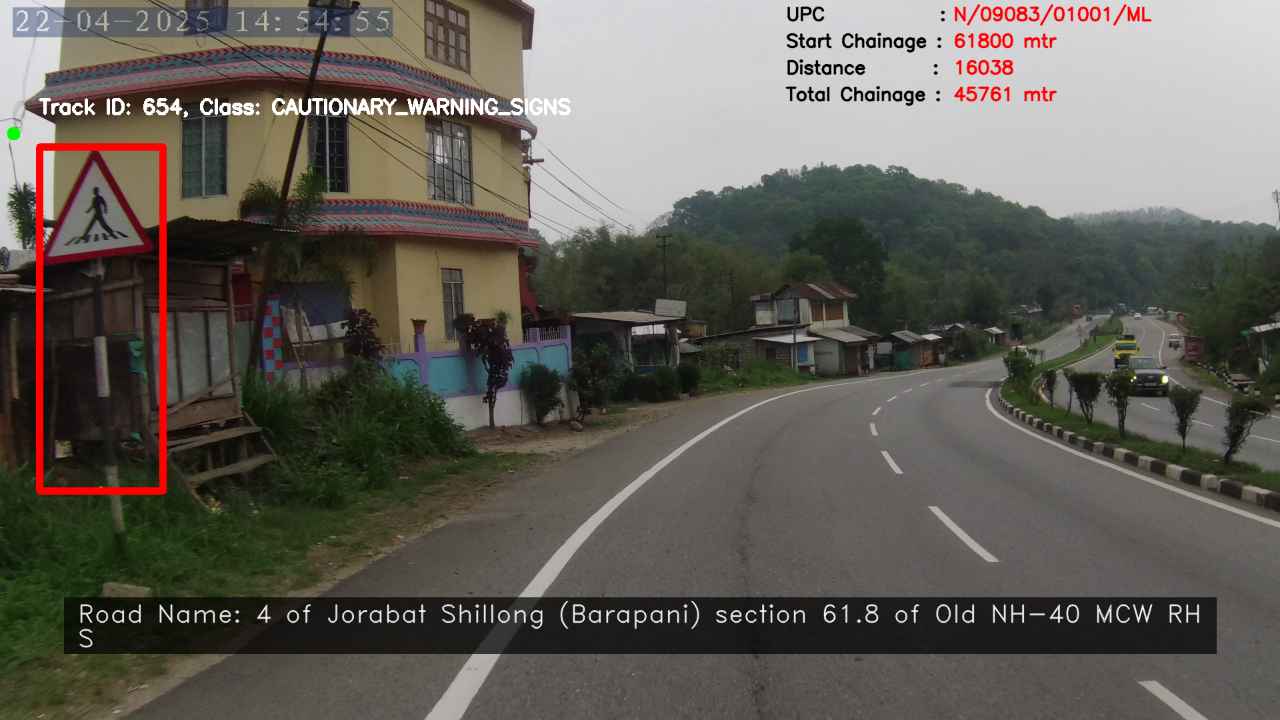 22-04-2025 14:54:55
UPC : N/09083/01001/ML
Start Chainage : 61800 mtr
Distance : 16038
Total Chainage : 45761 mtr
Track ID: 654, Class: CAUTIONARY_WARNING_SIGNS
Road Name: 4 of Jorabat Shillong (Barapani) section 61.8 of Old NH-40 MCW RH
S